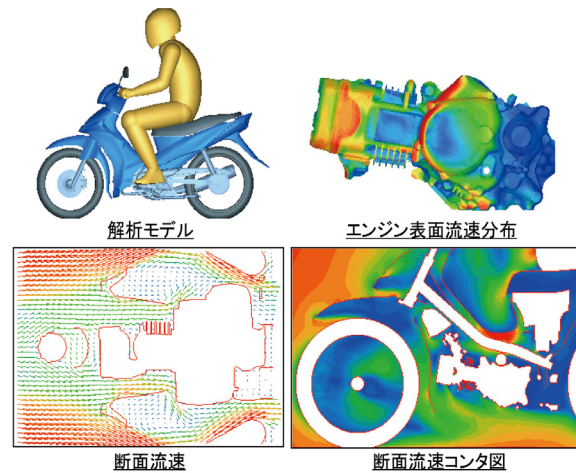 解析モデル
エンジン表面流速分布
断面流速
断面流速コンタ図